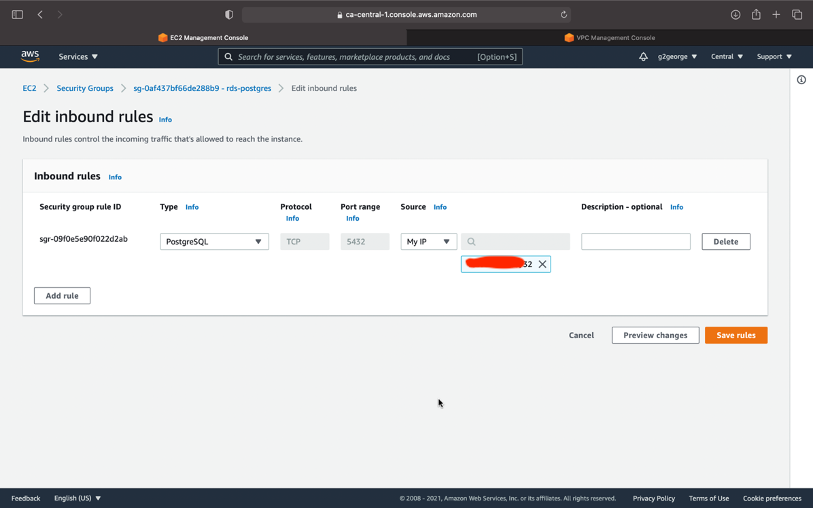 ca-central-1.console.aws.amazon.com
EC2 Management Console
VPC Management Console
aws Services ▼ Search for services, features, marketplace products, and docs [Option+S] g2george ▼ Central ▼ Support ▼
EC2 > Security Groups > sg-0af437bf66de288b9 - rds-postgres > Edit inbound rules
Edit inbound rules Info
Inbound rules control the incoming traffic that's allowed to reach the instance.
Inbound rules Info
Security group rule ID Type Info Protocol Info Port range Info Source Info Description - optional Info
sgr-09f0e5e90f022d2ab PostgreSQL ▼ TCP 5432 My IP ▼ Delete
32 ×
Add rule
Cancel Preview changes Save rules
Feedback English (US) ▼ © 2008 - 2021, Amazon Web Services, Inc. or its affiliates. All rights reserved. Privacy Policy Terms of Use Cookie preferences